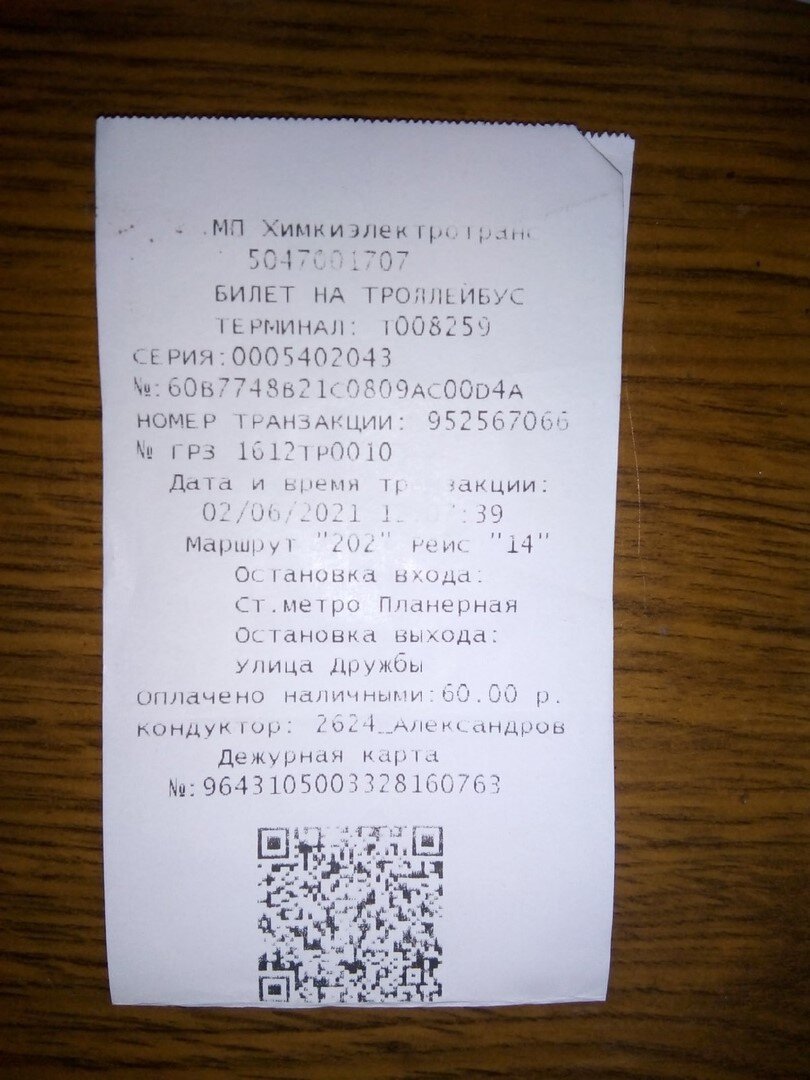 МП Химкиэлектротранс
5047001707
БИЛЕТ НА ТРОЛЛЕЙБУС
ТЕРМИНАЛ: T008259
СЕРИЯ:0005402043
№:60B7748B21C0809AC00D4A
НОМЕР ТРАНЗАКЦИИ: 952567066
№ ГРЗ 1612ТР0010
Дата и время транзакции:
02/06/2021
Маршрут "202" Рейс "14"
Остановка входа:
Ст.метро Планерная
Остановка выхода:
Улица Дружбы
Оплачено наличными:60.00 р.
Кондуктор: 2624_Александров
Дежурная карта
№:9643105003328160763